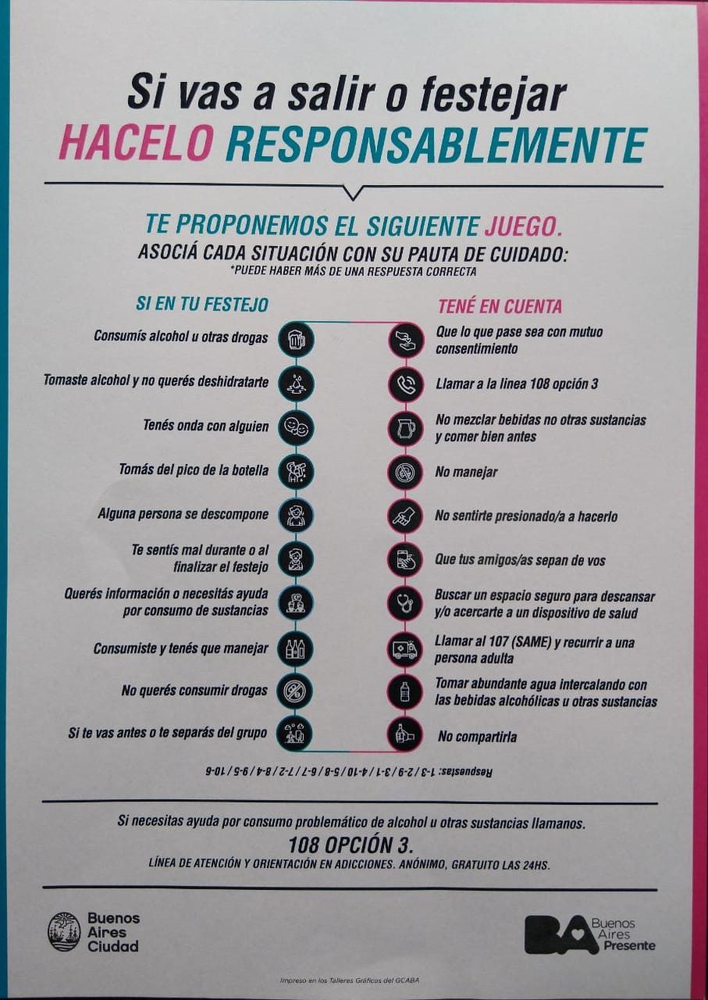 Si vas a salir o festejar
HACELO RESPONSABLEMENTE
TE PROPONEMOS EL SIGUIENTE JUEGO.
ASOCIÁ CADA SITUACIÓN CON SU PAUTA DE CUIDADO:
*PUEDE HABER MÁS DE UNA RESPUESTA CORRECTA
SI EN TU FESTEJO
Consumís alcohol u otras drogas
Tomaste alcohol y no querés deshidratarte
Tenés onda con alguien
Tomás del pico de la botella
Alguna persona se descompone
Te sentís mal durante o al
finalizar el festejo
Querés información o necesitás ayuda
por consumo de sustancias
Consumiste y tenés que manejar
No querés consumir drogas
Si te vas antes o te separás del grupo
TENÉ EN CUENTA
Que lo que pase sea con mutuo
consentimiento
Llamar a la linea 108 opción 3
No mezclar bebidas no otras sustancias
y comer bien antes
No manejar
No sentirte presionado/a a hacerlo
Que tus amigos/as sepan de vos
Buscar un espacio seguro para descansar
y/o acercarte a un dispositivo de salud
Llamar al 107 (SAME) y recurrir a una
persona adulta
Tomar abundante agua intercalando con
las bebidas alcohólicas u otras sustancias
No compartirla
Respuestas: 1-3 / 2-9 / 3-1 / 4-10 / 5-8 / 6-7 / 7-2 / 8-4 / 9-5 / 10-6
Si necesitas ayuda por consumo problemático de alcohol u otras sustancias llamanos.
108 OPCIÓN 3.
LÍNEA DE ATENCIÓN Y ORIENTACIÓN EN ADICCIONES. ANÓNIMO, GRATUITO LAS 24HS.
Buenos
Aires
Ciudad
BA Buenos
Aires
Presente
Impreso en los Talleres Gráficos del GCABA